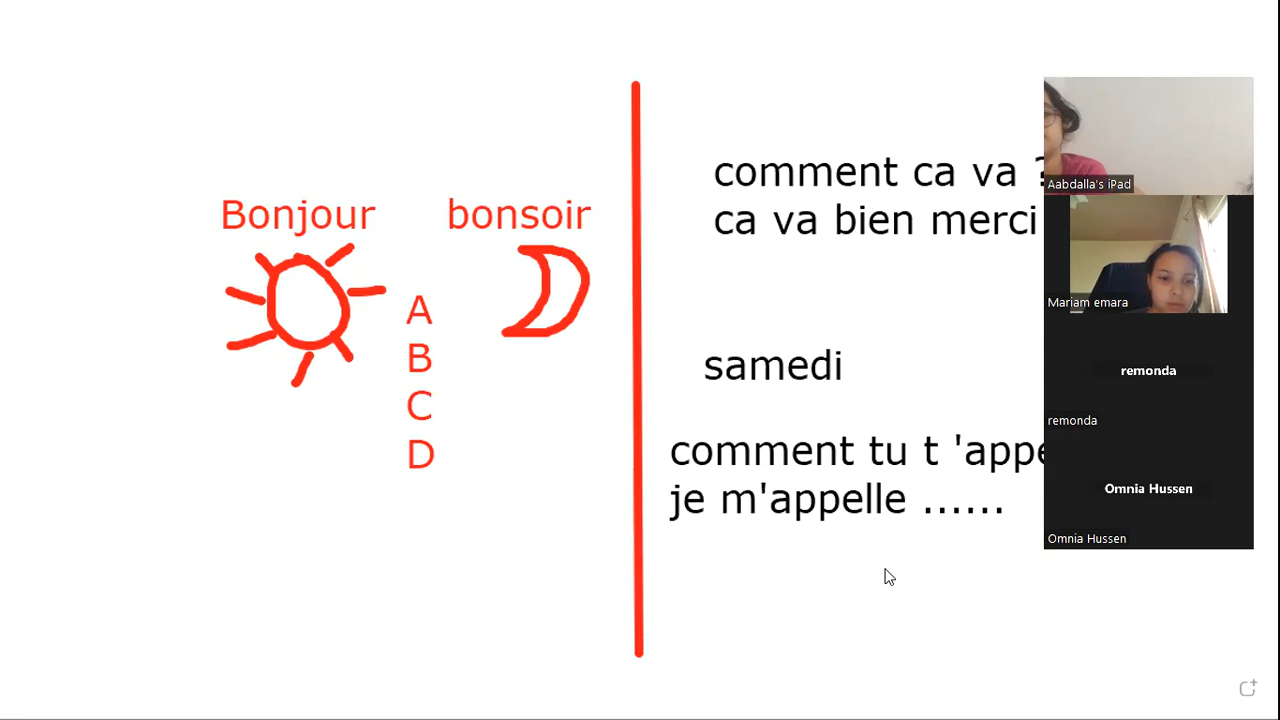 Bonjour bonsoir
A
B
C
D
comment ca va ?
ca va bien merci
samedi
comment tu t 'appe
je m'appelle ......
Aabdalla's iPad
Mariam emara
remonda
remonda
Omnia Hussen
Omnia Hussen